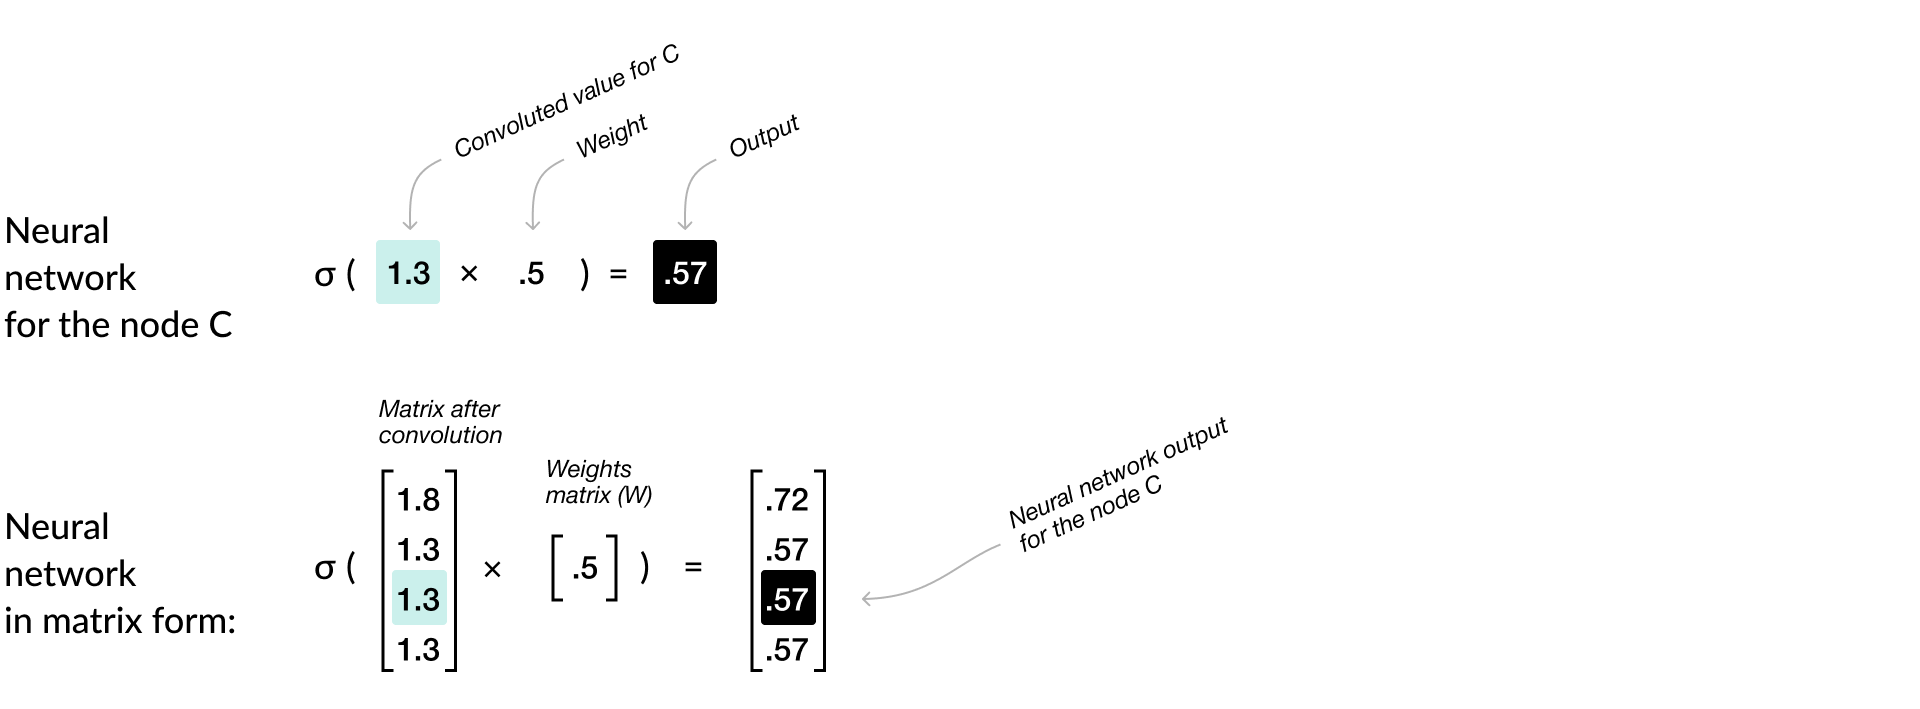 Convoluted value for C
Weight
Output
Neural
network
for the node C
σ ( 1.3 × .5 ) = .57
Matrix after
convolution
Weights
matrix (W)
Neural network output
for the node C
Neural
network
in matrix form:
σ (
1.8
1.3
1.3
1.3
×
.5
)
=
.72
.57
.57
.57